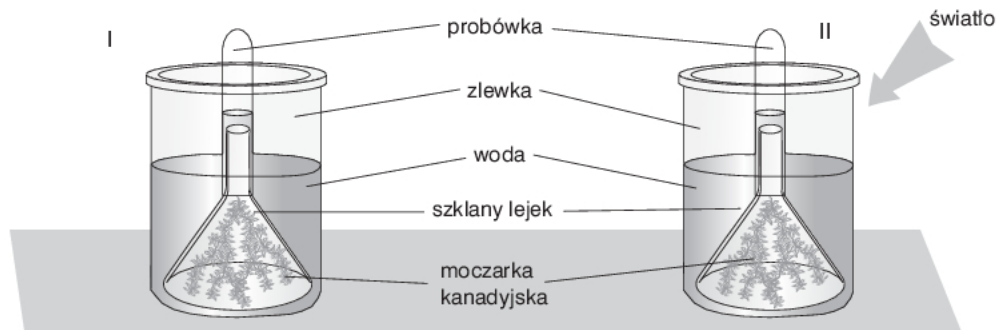 I
probówka
II
światło
zlewka
woda
szklany lejek
moczarka
kanadyjska